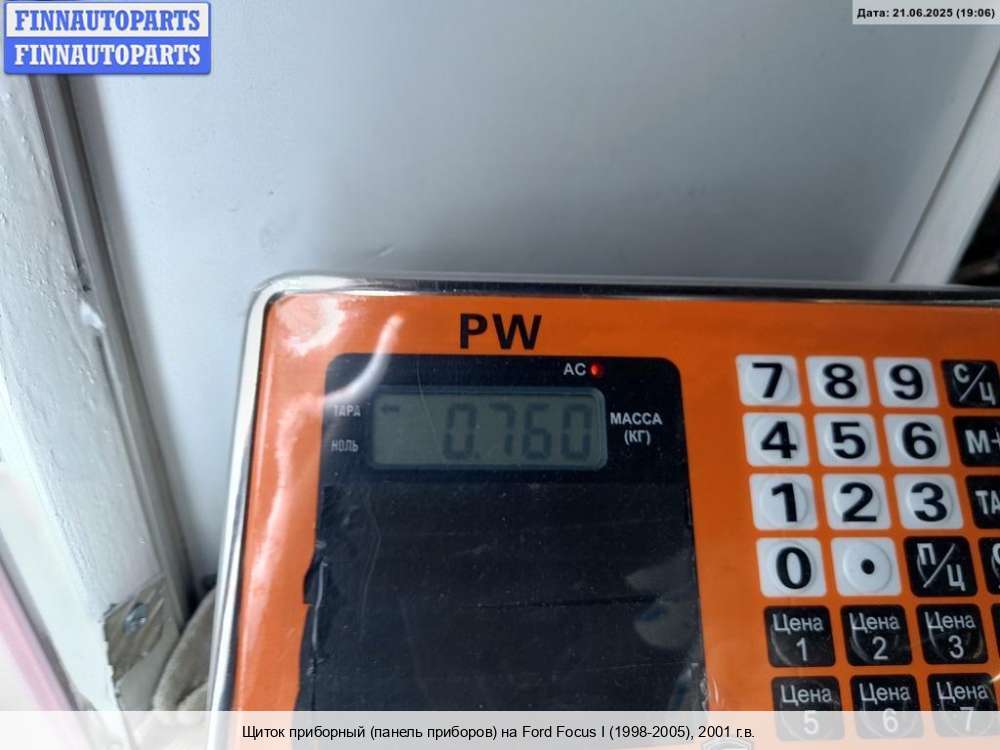 FINNAUTOPARTS
FINNAUTOPARTS
Дата: 21.06.2025 (19:06)
PW
AC
ТАРА
НОЛЬ
0.760
МАССА
(КГ)
7 8 9 С/Ц
4 5 6
1 2 3
0 . П/Ц
Цена 1
Цена 2
Цена 3
Цена 5
Цена 6
Цена 7
Щиток приборный (панель приборов) на Ford Focus I (1998-2005), 2001 г.в.